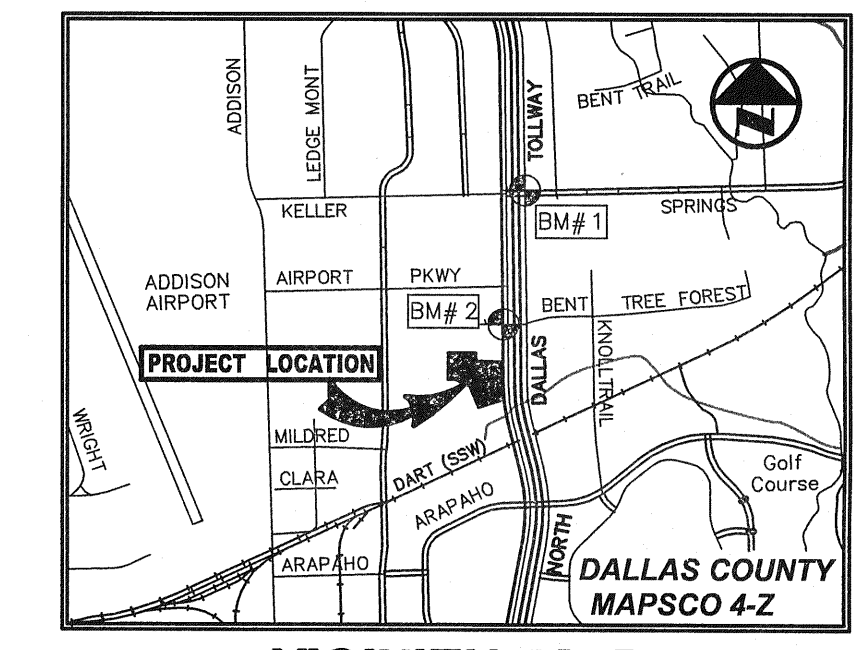 ADDISON
LEDGE MONT
TOLLWAY
BENT TRAIL
N
KELLER
SPRINGS
BM# 1
ADDISON
AIRPORT
AIRPORT PKWY
BM# 2
BENT TREE FOREST
PROJECT LOCATION
DALLAS
KNOLL TRAIL
WRIGHT
MILDRED
CLARA
DART (SSW)
ARAPAHO
Golf
Course
ARAPAHO
NORTH
DALLAS COUNTY
MAPSCO 4-Z